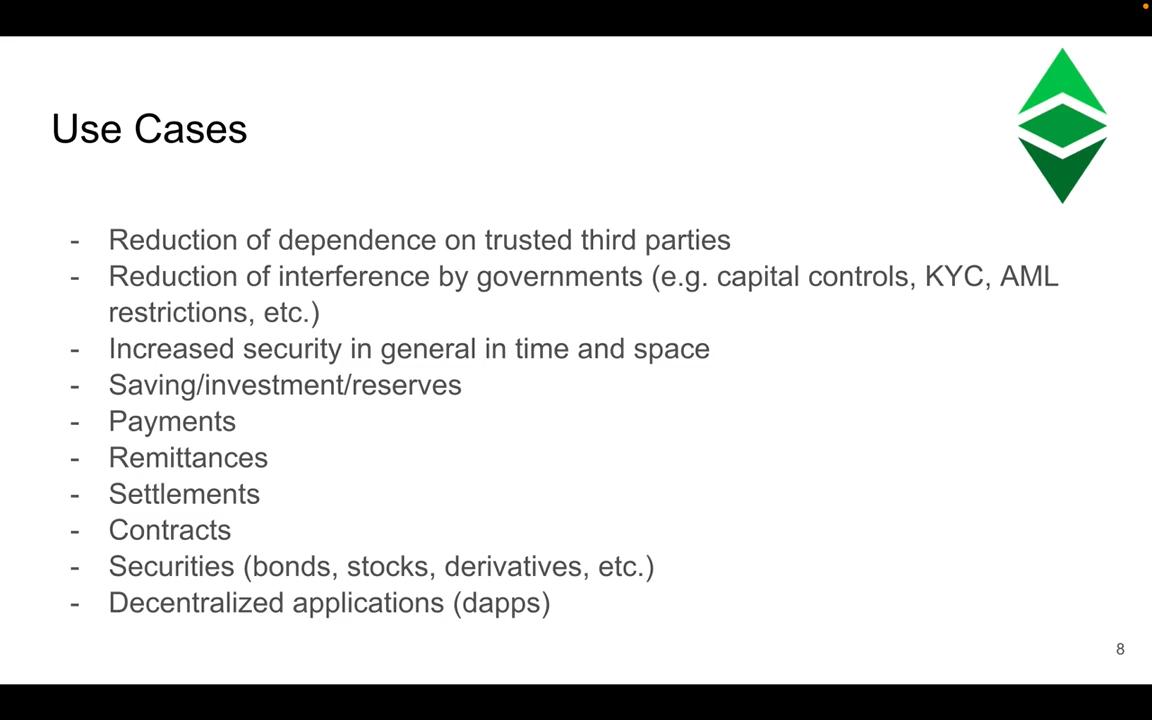 Use Cases
- Reduction of dependence on trusted third parties
- Reduction of interference by governments (e.g. capital controls, KYC, AML
restrictions, etc.)
- Increased security in general in time and space
- Saving/investment/reserves
- Payments
- Remittances
- Settlements
- Contracts
- Securities (bonds, stocks, derivatives, etc.)
- Decentralized applications (dapps)
8